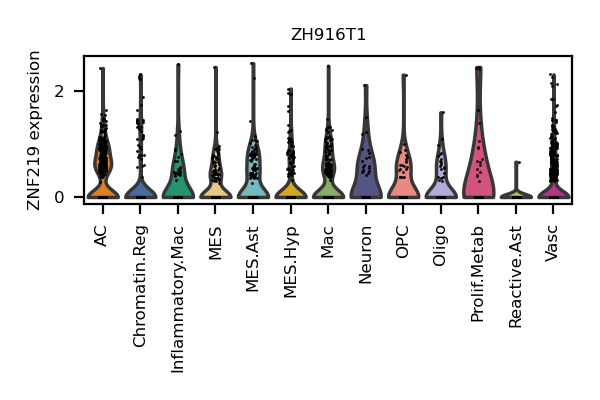 ZH916T1
ZNF219 expression
2
0
AC
Chromatin.Reg
Inflammatory.Mac
MES
MES.Ast
MES.Hyp
Mac
Neuron
OPC
Oligo
Prolif.Metab
Reactive.Ast
Vasc